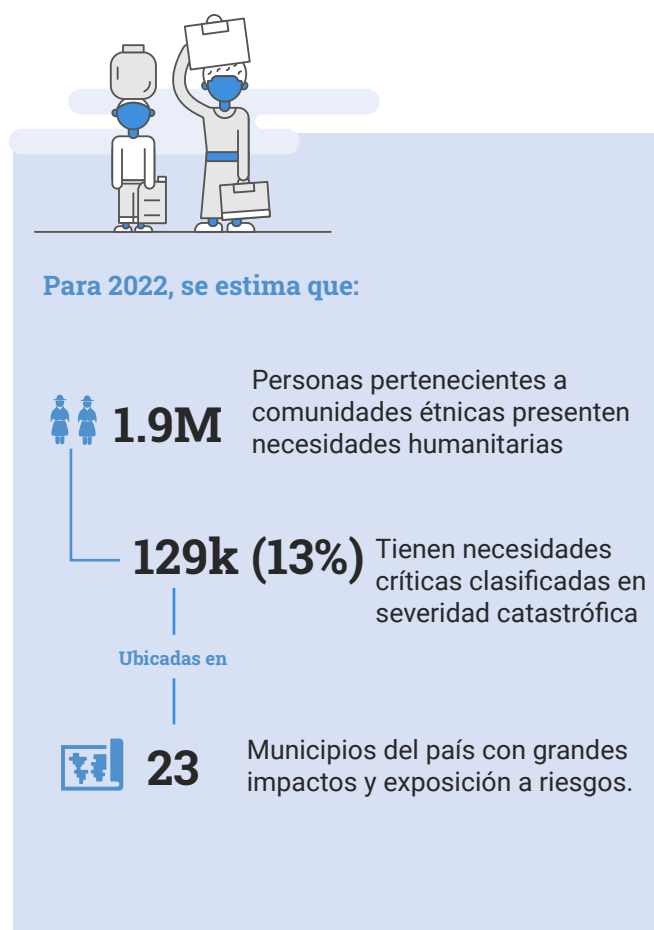 Para 2022, se estima que:
1.9M
Personas pertenecientes a
comunidades étnicas presenten
necesidades humanitarias
129k (13%)
Tienen necesidades
críticas clasificadas en
severidad catastrófica
Ubicadas en
23
Municipios del país con grandes
impactos y exposición a riesgos.